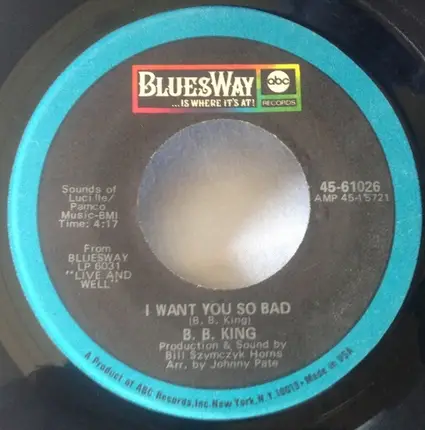 BLUESWAY
...IS WHERE IT'S AT!
abc
RECORDS
Sounds of
Lucille/
Pamco
Music-BMI
Time: 4:17
45-61026
AMP 45-15721
From
BLUESWAY
LP 6031
"LIVE AND
WELL"
I WANT YOU SO BAD
(B. B. King)
B. B. KING
Production & Sound by
Bill Szymczyk Horns
Arr. by Johnny Pate
A Product of ABC Records, Inc. New York, N.Y. 10019 • Made in USA